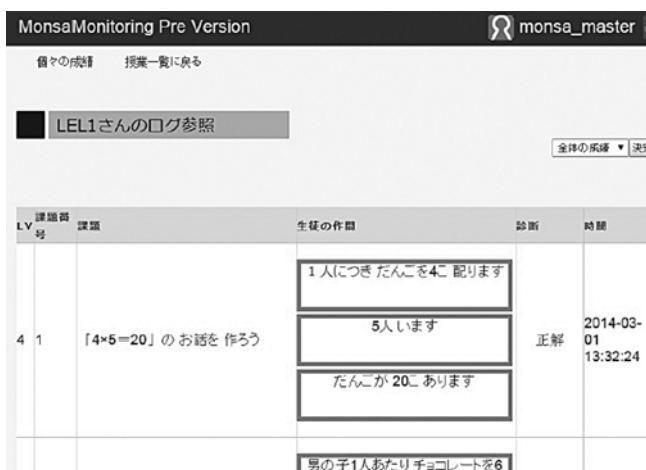 MonsaMonitoring Pre Version
monsa_master
個々の成績 授業一覧に戻る
LEL1さんのログ参照
全体の成績 ▼
LV 課題番号 課題 生徒の作問 診断 時間
4 1 「4×5＝20」の お話を 作ろう
1人につき だんごを4こ 配ります
5人います
だんごが 20こ あります
正解
2014-03-
01
13:32:24
男の子1人あたり チョコレートを6